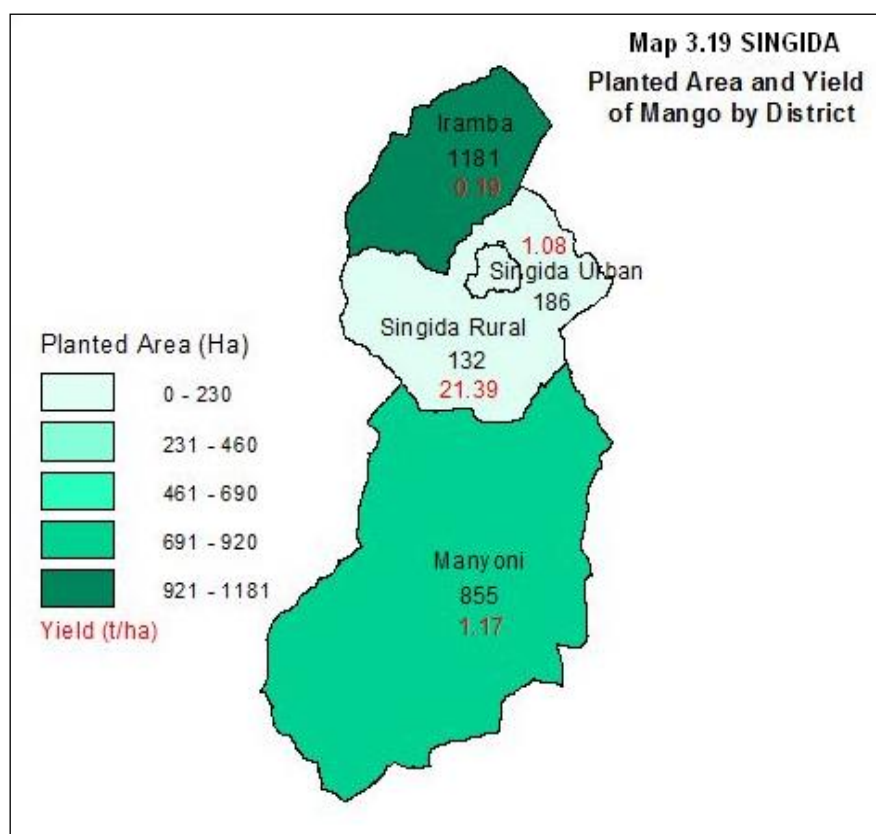 Map 3.19 SINGIDA
Planted Area and Yield
of Mango by District
Iramba
1181
0.19
1.08
Singida Urban
186
Singida Rural
132
21.39
Manyoni
855
1.17
Planted Area (Ha)
0 - 230
231 - 460
461 - 690
691 - 920
921 - 1181
Yield (t/ha)